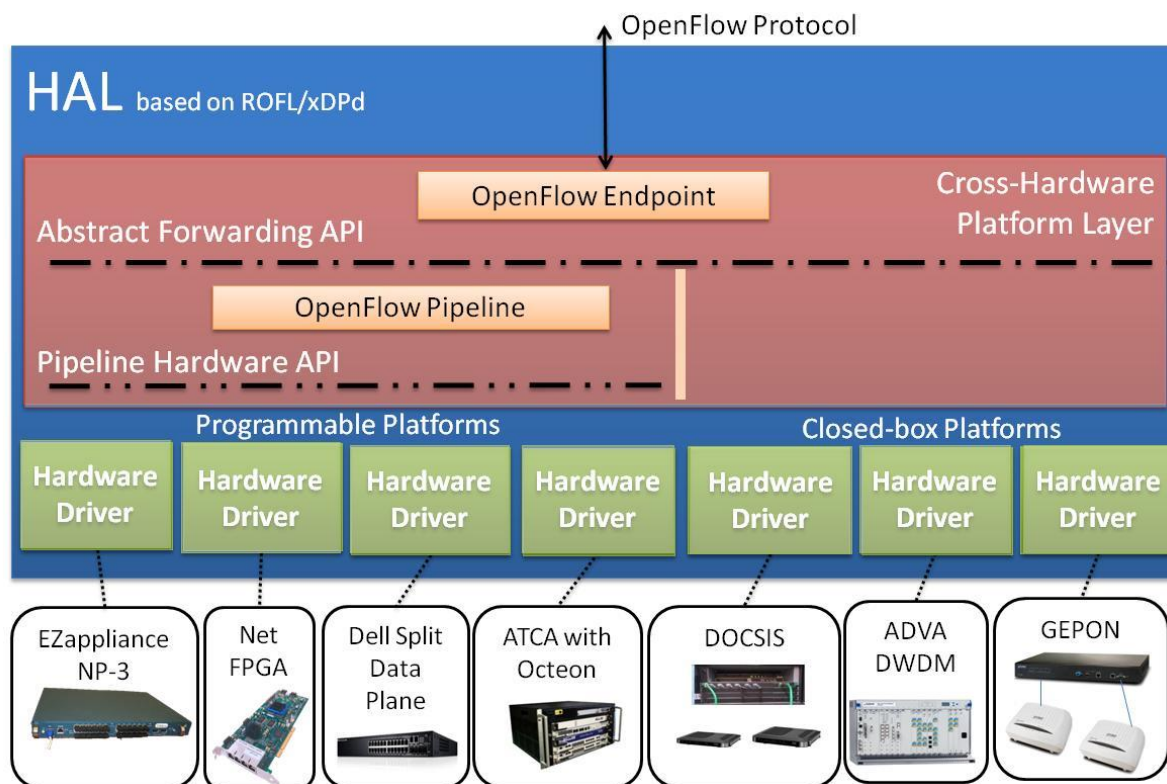 OpenFlow Protocol
HAL based on ROFL/xDPd
OpenFlow Endpoint
Cross-Hardware
Platform Layer
Abstract Forwarding API
OpenFlow Pipeline
Pipeline Hardware API
Programmable Platforms
Closed-box Platforms
Hardware
Driver
Hardware
Driver
Hardware
Driver
Hardware
Driver
Hardware
Driver
Hardware
Driver
Hardware
Driver
EZappliance
NP-3
Net
FPGA
Dell Split
Data
Plane
ATCA with
Octeon
DOCSIS
ADVA
DWDM
GEPON